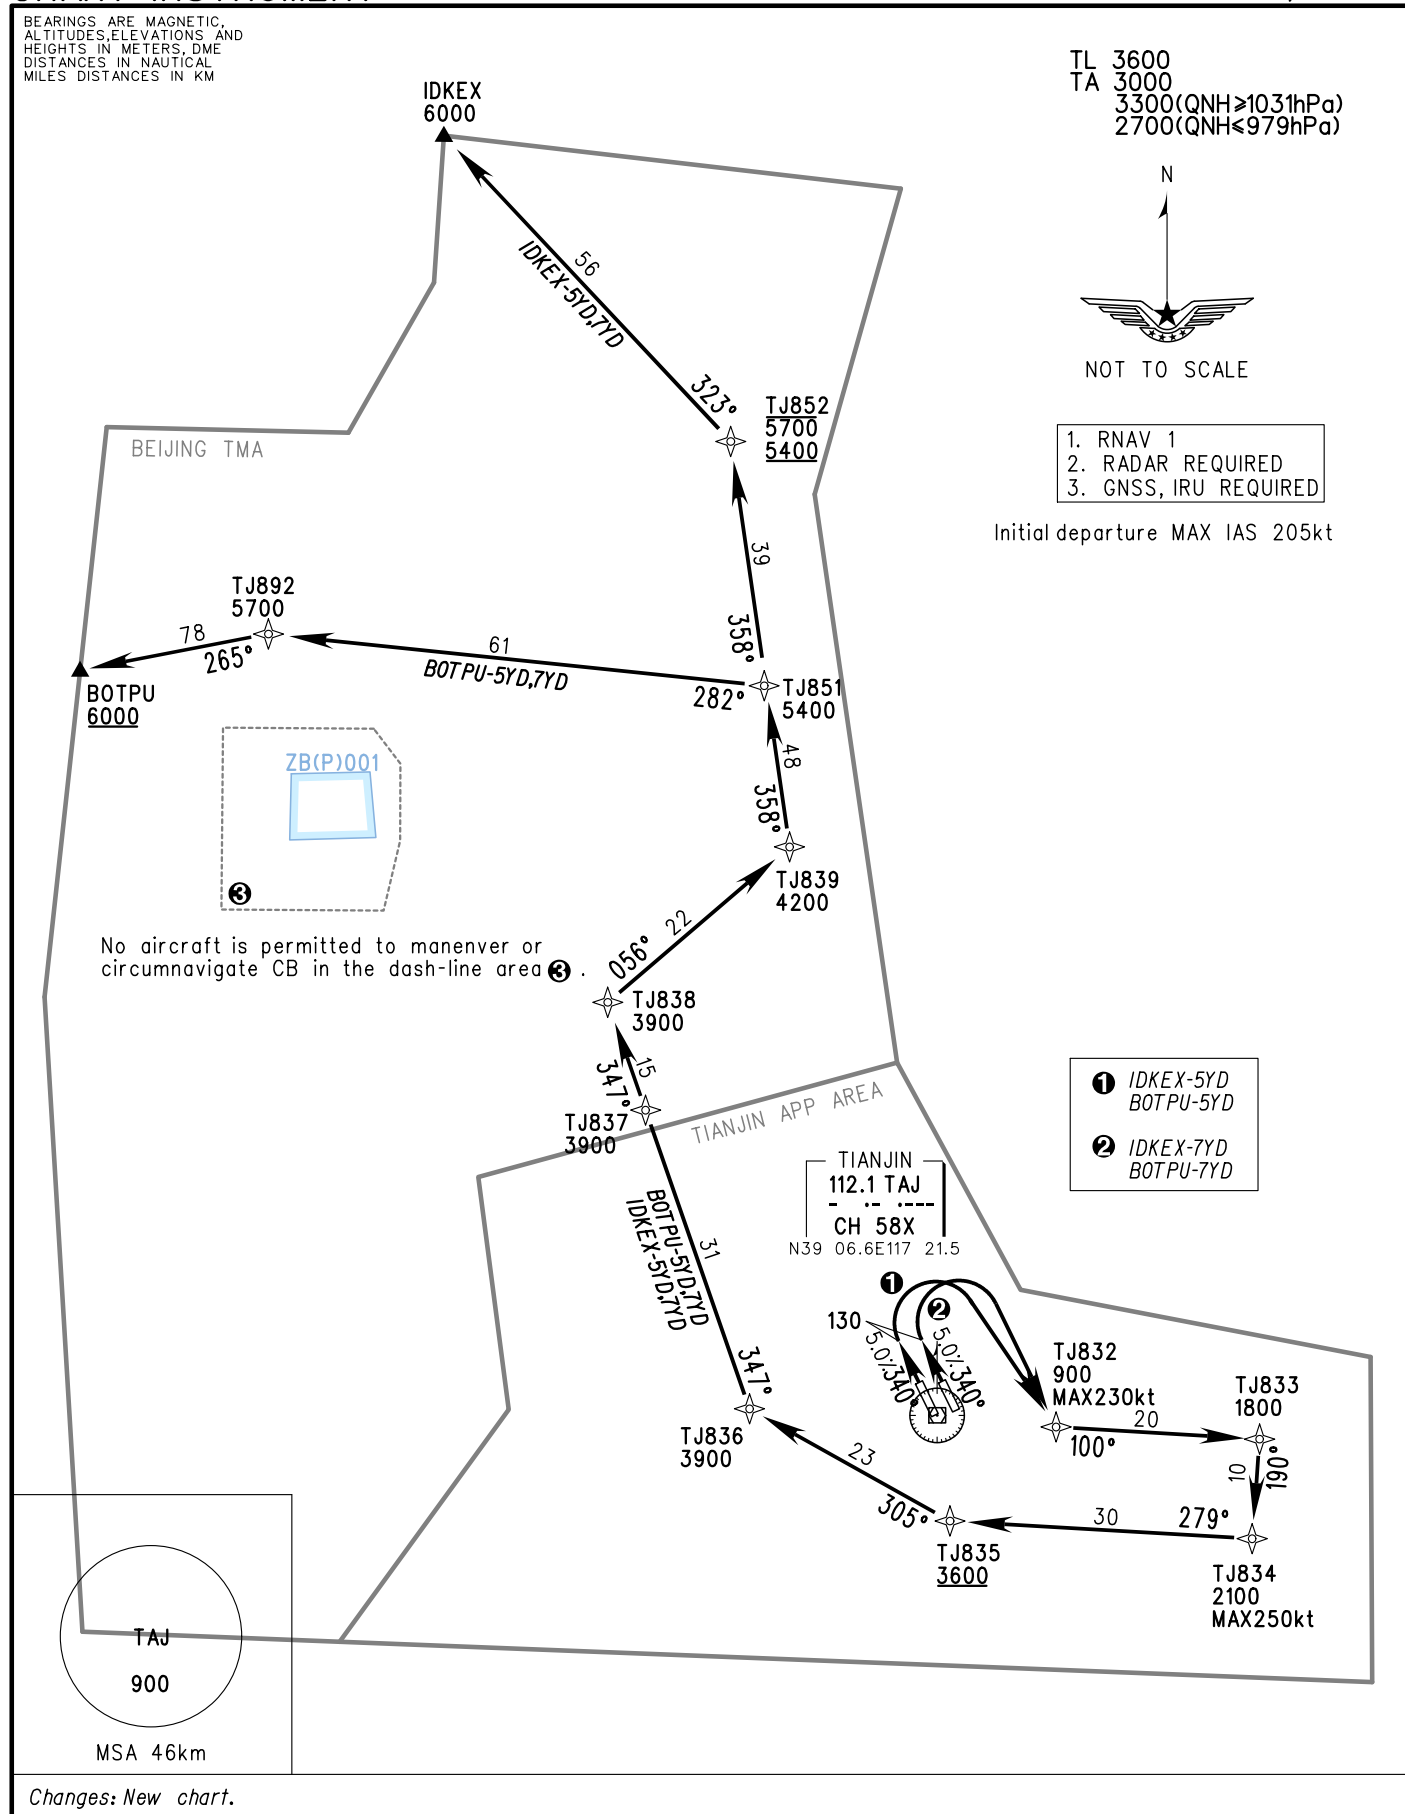 BEARINGS ARE MAGNETIC,
ALTITUDES,ELEVATIONS AND
HEIGHTS IN METERS, DME
DISTANCES IN NAUTICAL
MILES DISTANCES IN KM
TL 3600
TA 3000
3300(QNH≥1031hPa)
2700(QNH≤979hPa)
IDKEX
6000
N
NOT TO SCALE
56
IDKEX-5YD,7YD
323°
TJ852
5700
5400
1. RNAV 1
2. RADAR REQUIRED
3. GNSS, IRU REQUIRED
Initial departure MAX IAS 205kt
BEIJING TMA
39
358°
TJ892
5700
78
265°
61
BOTPU-5YD,7YD
282°
TJ851
5400
BOTPU
6000
48
358°
ZB(P)001
3
TJ839
4200
22
056°
No aircraft is permitted to manenver or
circumnavigate CB in the dash-line area 3 .
TJ838
3900
15
347°
TJ837
3900
TIANJIN APP AREA
1 IDKEX-5YD
BOTPU-5YD
2 IDKEX-7YD
BOTPU-7YD
TIANJIN
112.1 TAJ
- .- .---
CH 58X
N39 06.6E117 21.5
BOTPU-5YD,7YD
IDKEX-5YD,7YD
31
347°
1
2
130
5.0% 340°
5.0% 340°
TJ832
900
MAX230kt
20
100°
TJ833
1800
10
190°
TJ836
3900
23
305°
30
279°
TJ835
3600
TJ834
2100
MAX250kt
TAJ
900
MSA 46km
Changes: New chart.